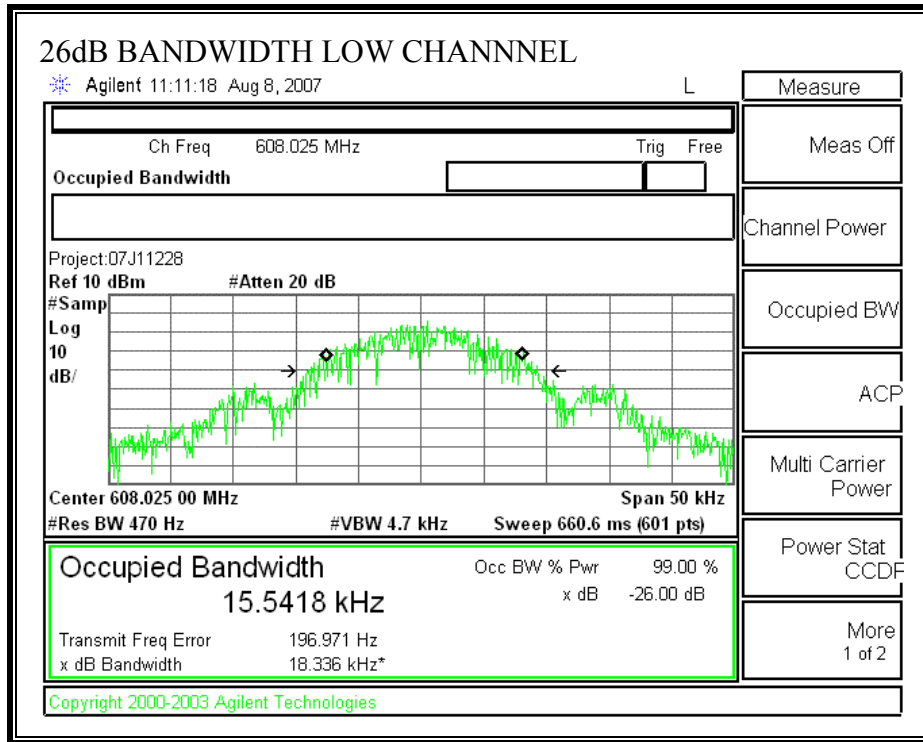 26dB BANDWIDTH LOW CHANNNEL
Agilent 11:11:18 Aug 8, 2007 L
Measure
Ch Freq 608.025 MHz Trig Free
Meas Off
Occupied Bandwidth
Channel Power
Project:07J11228
Ref 10 dBm #Atten 20 dB
#Samp
Log
10
dB/
Occupied BW
ACP
Multi Carrier
Power
Center 608.025 00 MHz Span 50 kHz
#Res BW 470 Hz #VBW 4.7 kHz Sweep 660.6 ms (601 pts)
Power Stat
CCDF
Occupied Bandwidth Occ BW % Pwr 99.00 %
15.5418 kHz x dB -26.00 dB
Transmit Freq Error 196.971 Hz
x dB Bandwidth 18.336 kHz*
More
1 of 2
Copyright 2000-2003 Agilent Technologies